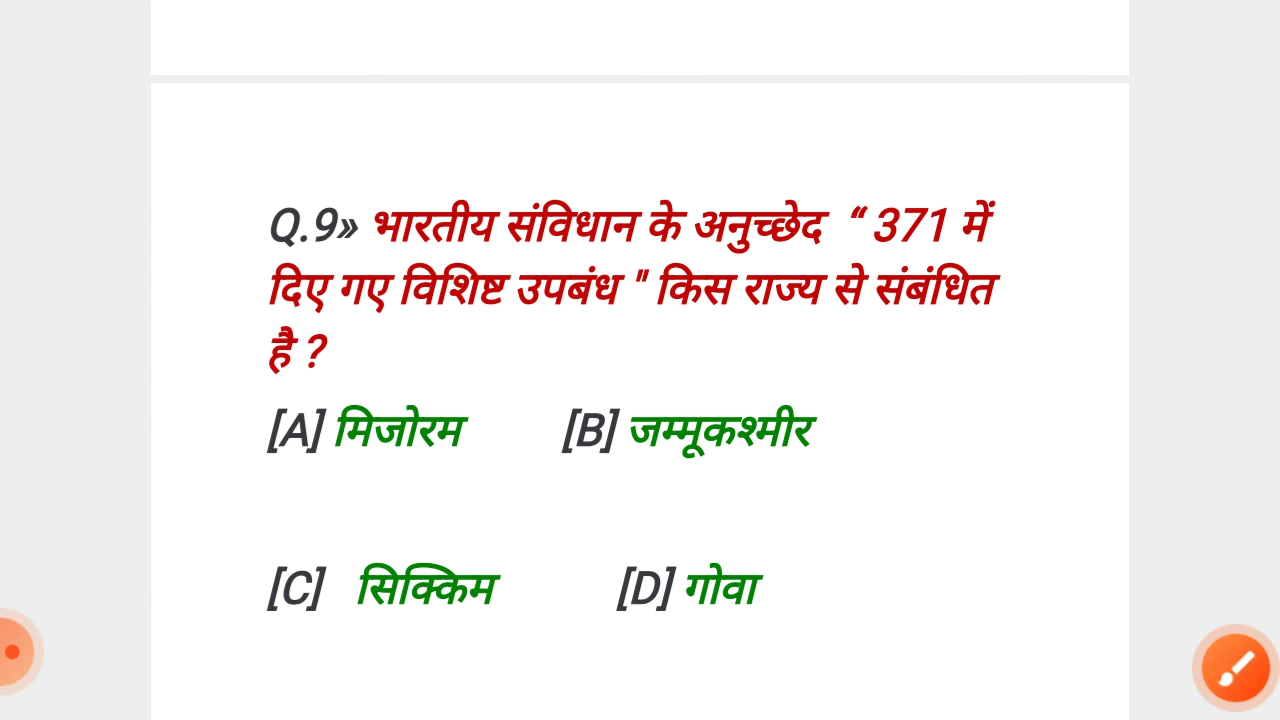 Q.9» भारतीय संविधान के अनुच्छेद “ 371 में
दिए गए विशिष्ट उपबंध " किस राज्य से संबंधित
है ?
[A] मिजोरम [B] जम्मूकश्मीर
[C] सिक्किम [D] गोवा